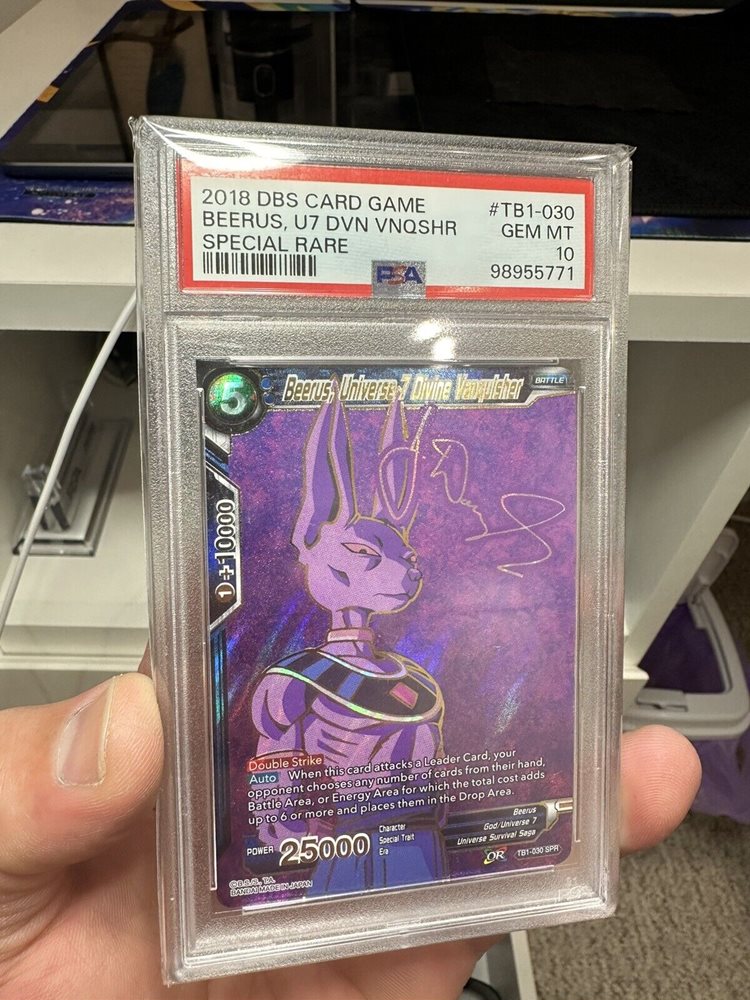 2018 DBS CARD GAME #TB1-030
BEERUS, U7 DVN VNQSHR GEM MT
SPECIAL RARE 10
PSA 98955771
5 Beerus, Universe 7 Divine Vanquisher BATTLE
1 +10000
Double Strike
Auto When this card attacks a Leader Card, your
opponent chooses any number of cards from their hand,
Battle Area, or Energy Area for which the total cost adds
up to 6 or more and places them in the Drop Area.
POWER 25000
Character Beerus
Special Trait God/Universe 7
Era Universe Survival Saga
TB1-030 SPR
©B.S./S., T.A.
BANDAI MADE IN JAPAN